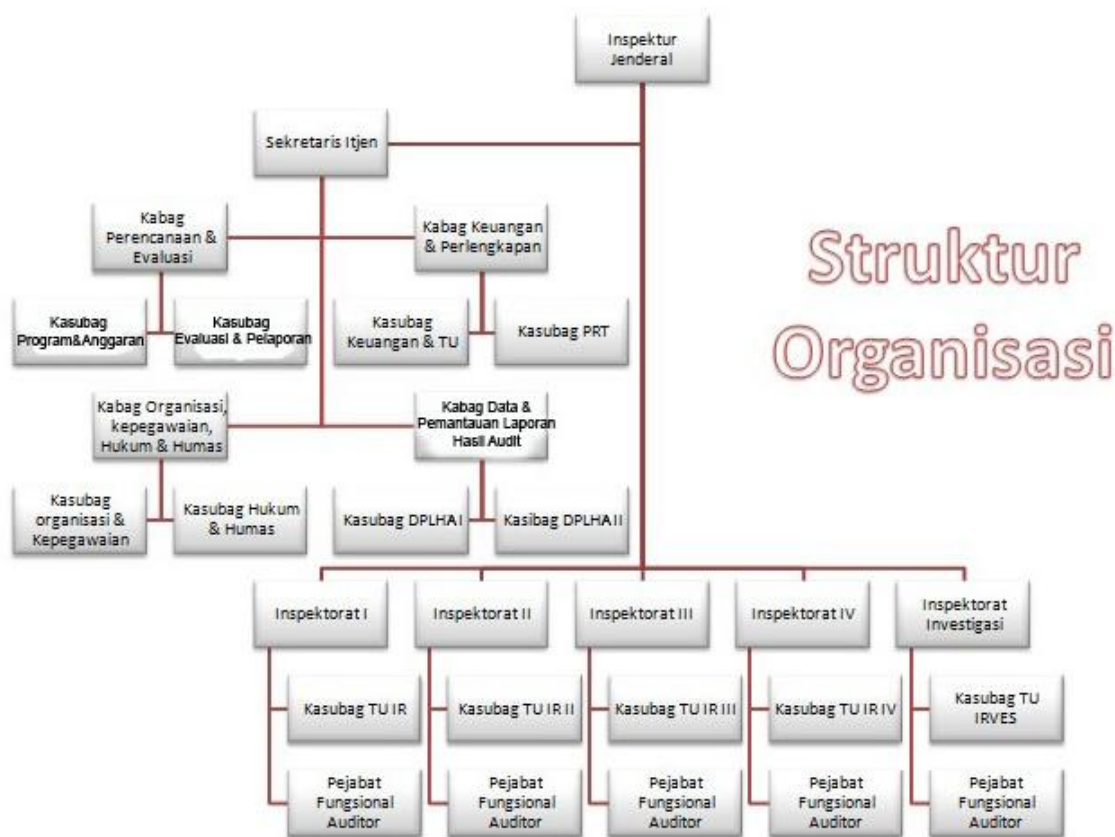 Inspektur
Jenderal
Sekretaris Itjen
Kabag
Perencanaan &
Evaluasi
Kabag Keuangan
& Perlengkapan
Struktur
Organisasi
Kasubag
Program&Anggaran
Kasubag
Evaluasi & Pelaporan
Kasubag
Keuangan & TU
Kasubag PRT
Kabag Organisasi,
kepegawaian,
Hukum & Humas
Kabag Data &
Pemantauan Laporan
Hasil Audit
Kasubag
organisasi &
Kepegawaian
Kasubag Hukum
& Humas
Kasubag DPLHA I
Kasibag DPLHA II
Inspektorat I
Inspektorat II
Inspektorat III
Inspektorat IV
Inspektorat
Investigasi
Kasubag TU IR
Kasubag TU IR II
Kasubag TU IR III
Kasubag TU IR IV
Kasubag TU
IRVES
Pejabat
Fungsional
Auditor
Pejabat
Fungsional
Auditor
Pejabat
Fungsional
Auditor
Pejabat
Fungsional
Auditor
Pejabat
Fungsional
Auditor